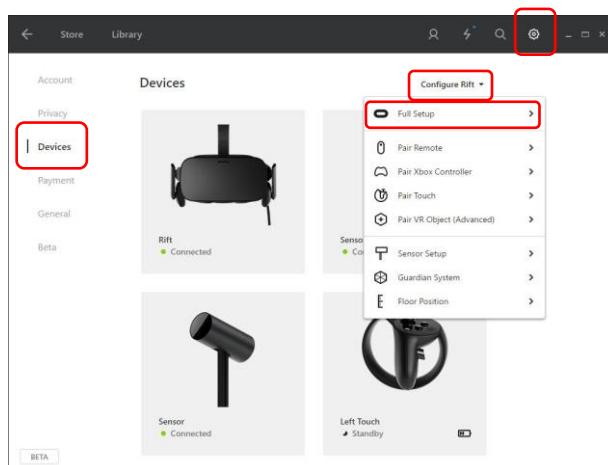 Store Library
Account
Privacy
Devices
Payment
General
Beta
BETA
Devices
Configure Rift
Full Setup
Pair Remote
Pair Xbox Controller
Pair Touch
Pair VR Object (Advanced)
Sensor Setup
Guardian System
Floor Position
Rift
Connected
Senso
Co
Sensor
Connected
Left Touch
Standby